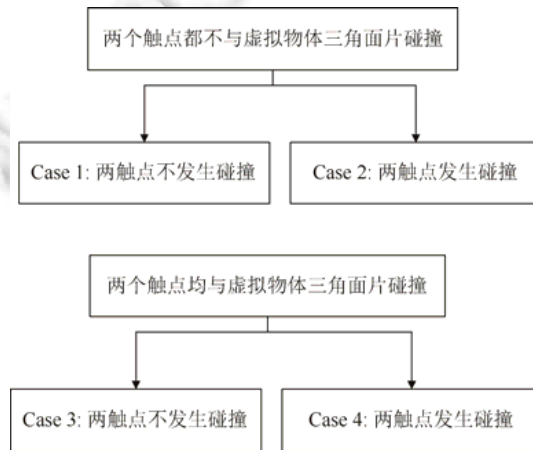 两个触点都不与虚拟物体三角面片碰撞
Case 1: 两触点不发生碰撞
Case 2: 两触点发生碰撞
两个触点均与虚拟物体三角面片碰撞
Case 3: 两触点不发生碰撞
Case 4: 两触点发生碰撞